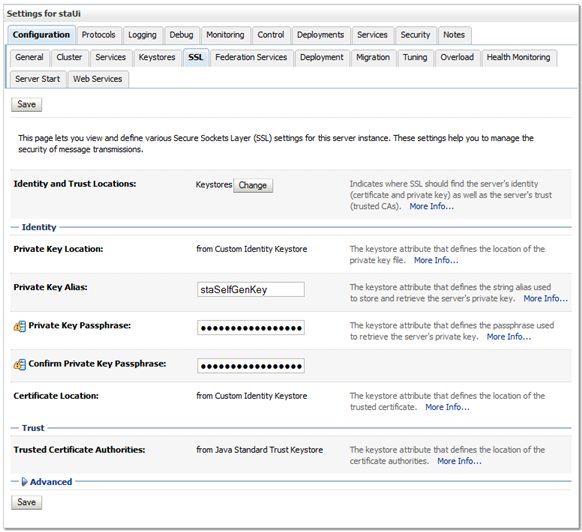 Settings for staUi
Configuration Protocols Logging Debug Monitoring Control Deployments Services Security Notes
General Cluster Services Keystores SSL Federation Services Deployment Migration Tuning Overload Health Monitoring
Server Start Web Services
Save
This page lets you view and define various Secure Sockets Layer (SSL) settings for this server instance. These settings help you to manage the
security of message transmissions.
Identity and Trust Locations: Keystores Change Indicates where SSL should find the server's identity
(certificate and private key) as well as the server's trust
(trusted CAs). More Info...
Identity
Private Key Location: from Custom Identity Keystore The keystore attribute that defines the location of the
private key file. More Info...
Private Key Alias: staSelfGenKey The keystore attribute that defines the string alias used
to store and retrieve the server's private key. More Info...
Private Key Passphrase: ●●●●●●●●●●●●●●●●● The keystore attribute that defines the passphrase used
to retrieve the server's private key. More Info...
Confirm Private Key Passphrase: ●●●●●●●●●●●●●●●●●
Certificate Location: from Custom Identity Keystore The keystore attribute that defines the location of the
trusted certificate. More Info...
Trust
Trusted Certificate Authorities: from Java Standard Trust Keystore The keystore attribute that defines the location of the
certificate authorities. More Info...
Advanced
Save